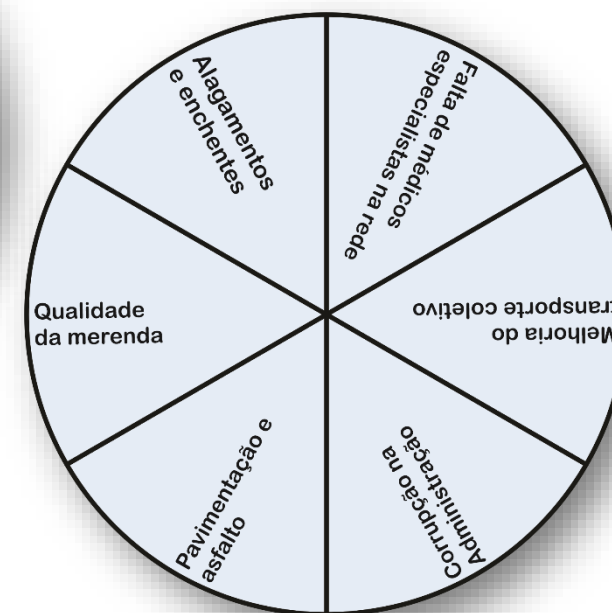 Alagamentos
e enchentes
Falta de médicos
especialistas na rede
Melhoria do
transporte coletivo
Corrupção na
Administração
Pavimentação e
asfalto
Qualidade
da merenda